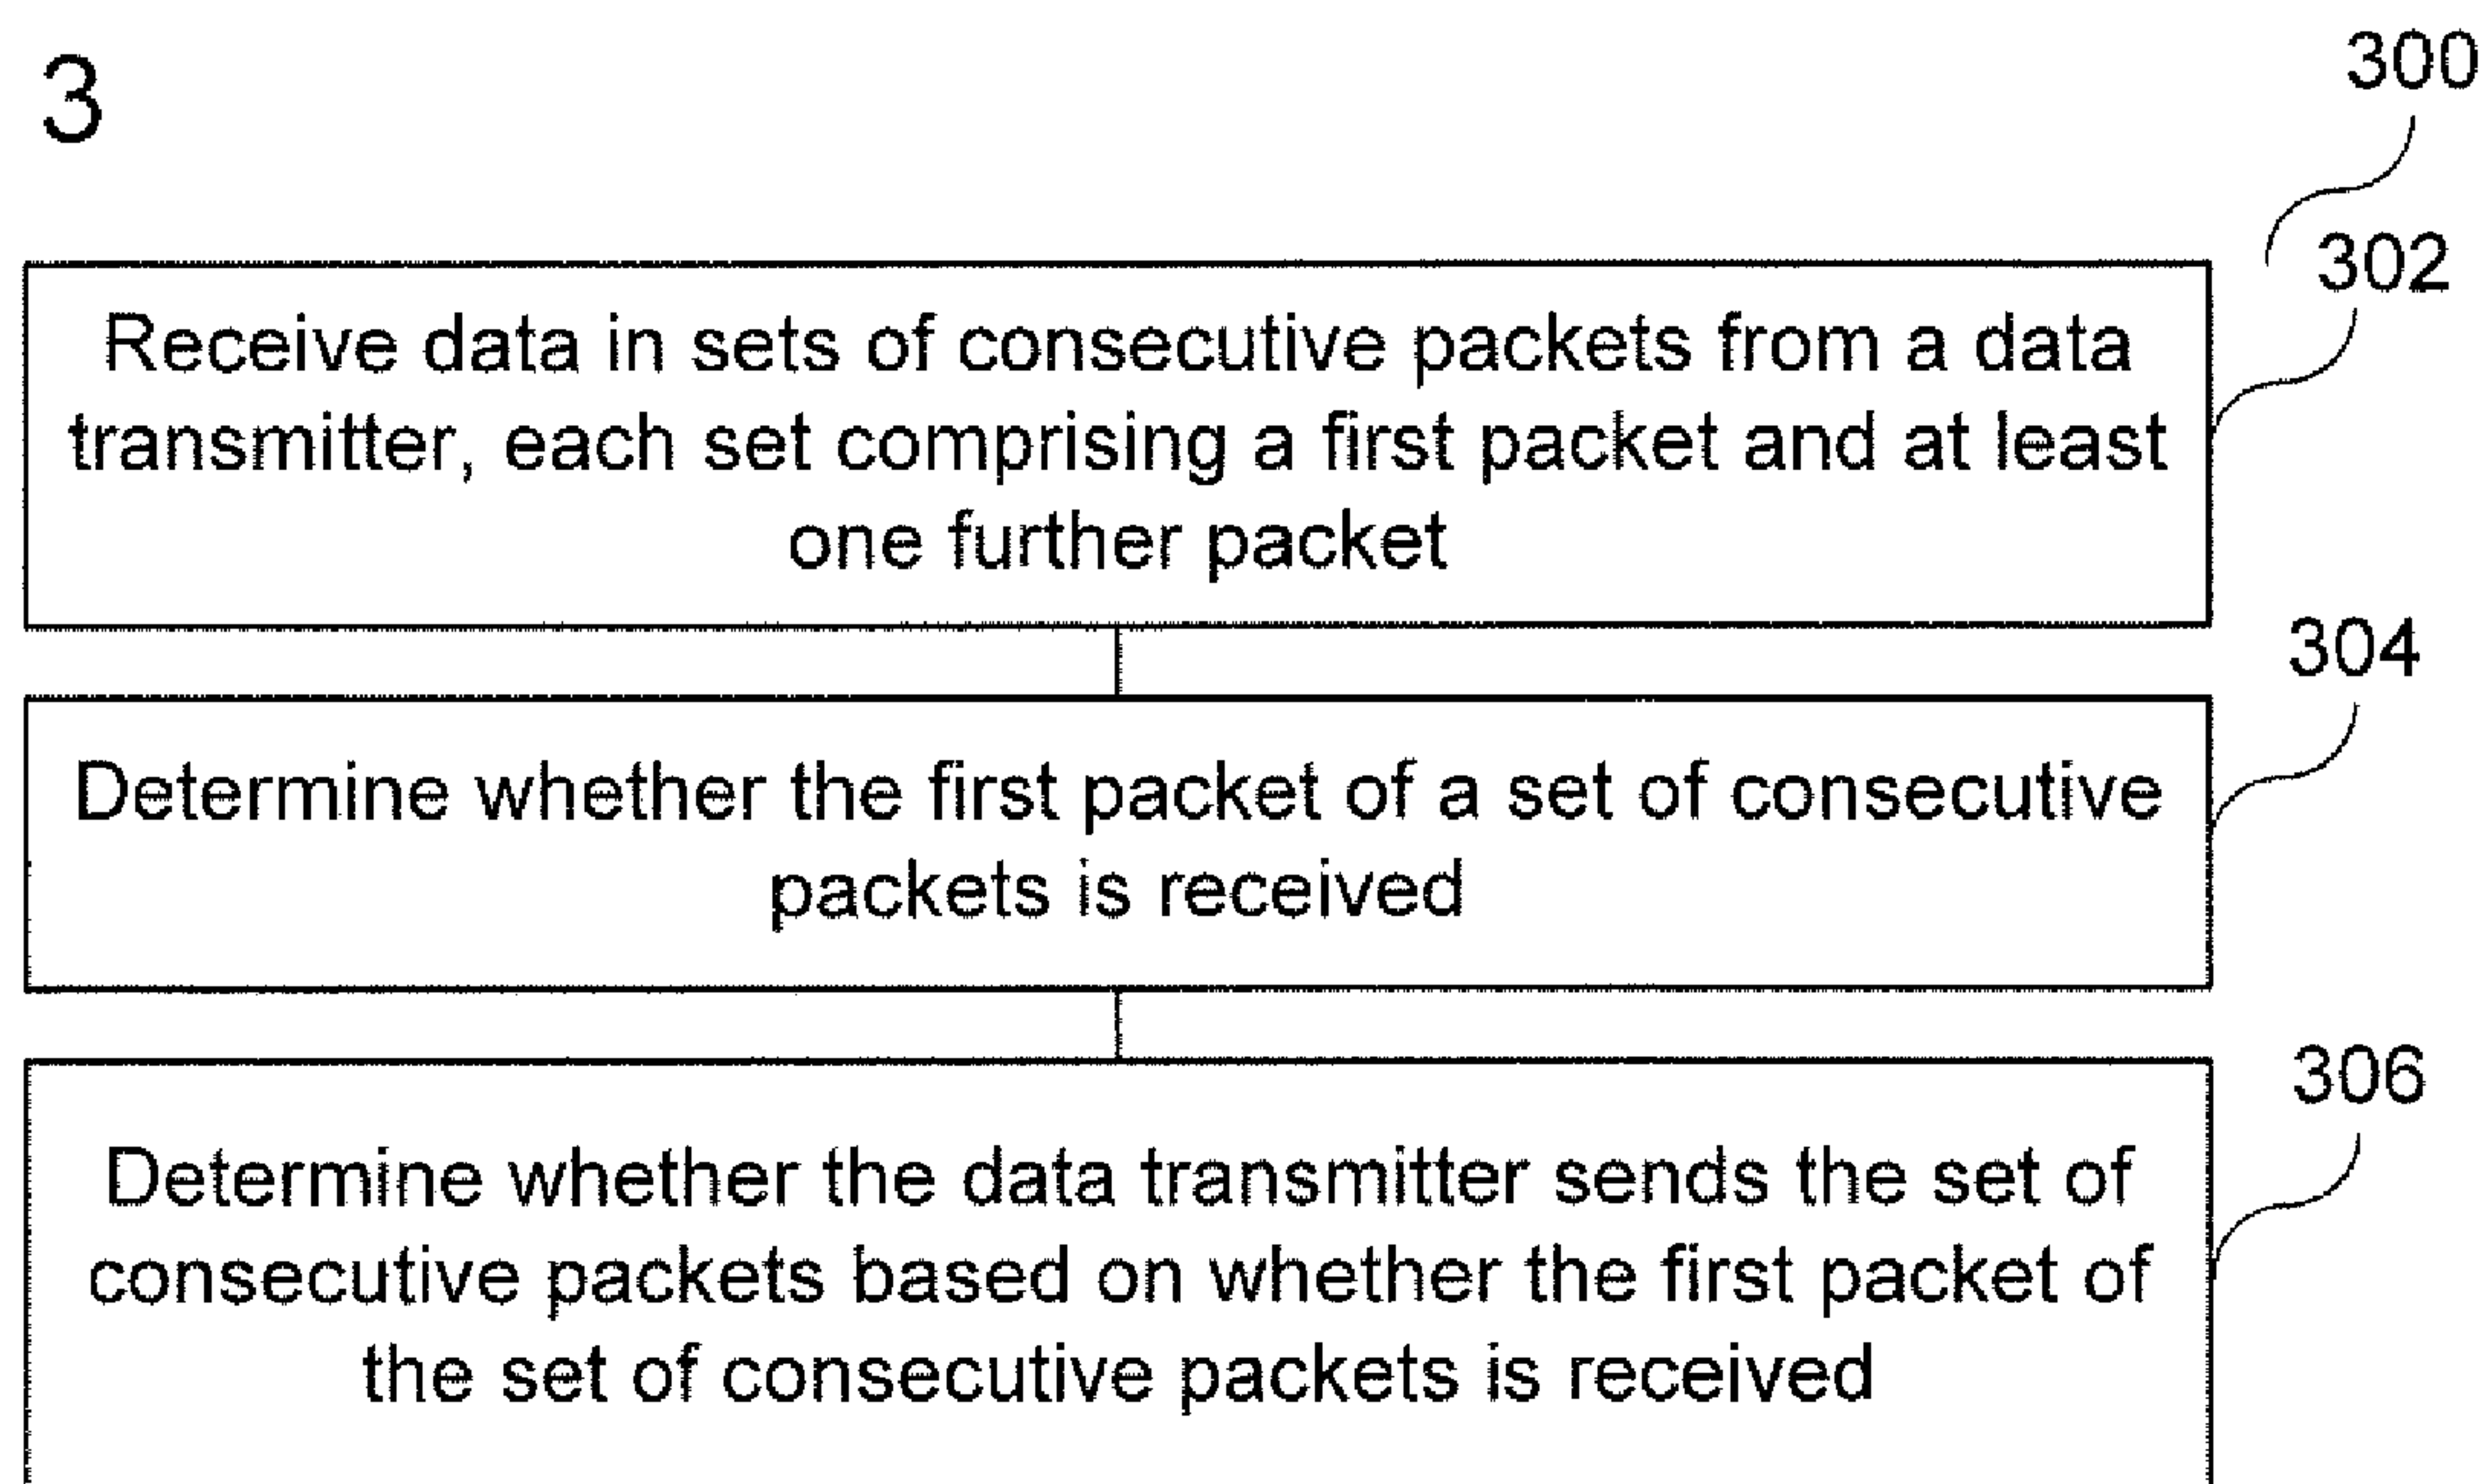 3
300
302
Receive data in sets of consecutive packets from a data
transmitter, each set comprising a first packet and at least
one further packet
304
Determine whether the first packet of a set of consecutive
packets is received
306
Determine whether the data transmitter sends the set of
consecutive packets based on whether the first packet of
the set of consecutive packets is received